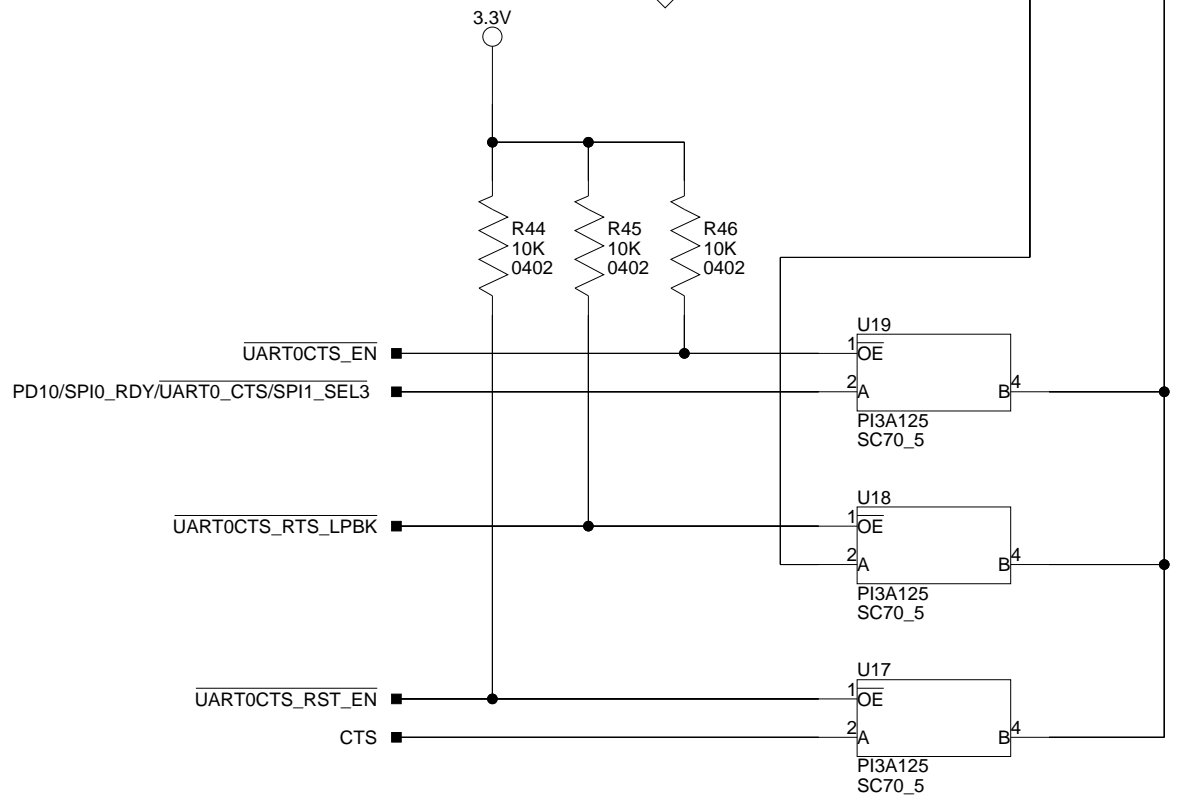 3.3V
R44
10K
0402
R45
10K
0402
R46
10K
0402
U19
UART0CTS_EN
1
OE
PD10/SPI0_RDY/UART0_CTS/SPI1_SEL3
2
A
B
4
PI3A125
SC70_5
U18
UART0CTS_RTS_LPBK
1
OE
2
A
B
4
PI3A125
SC70_5
U17
UART0CTS_RST_EN
1
OE
CTS
2
A
B
4
PI3A125
SC70_5